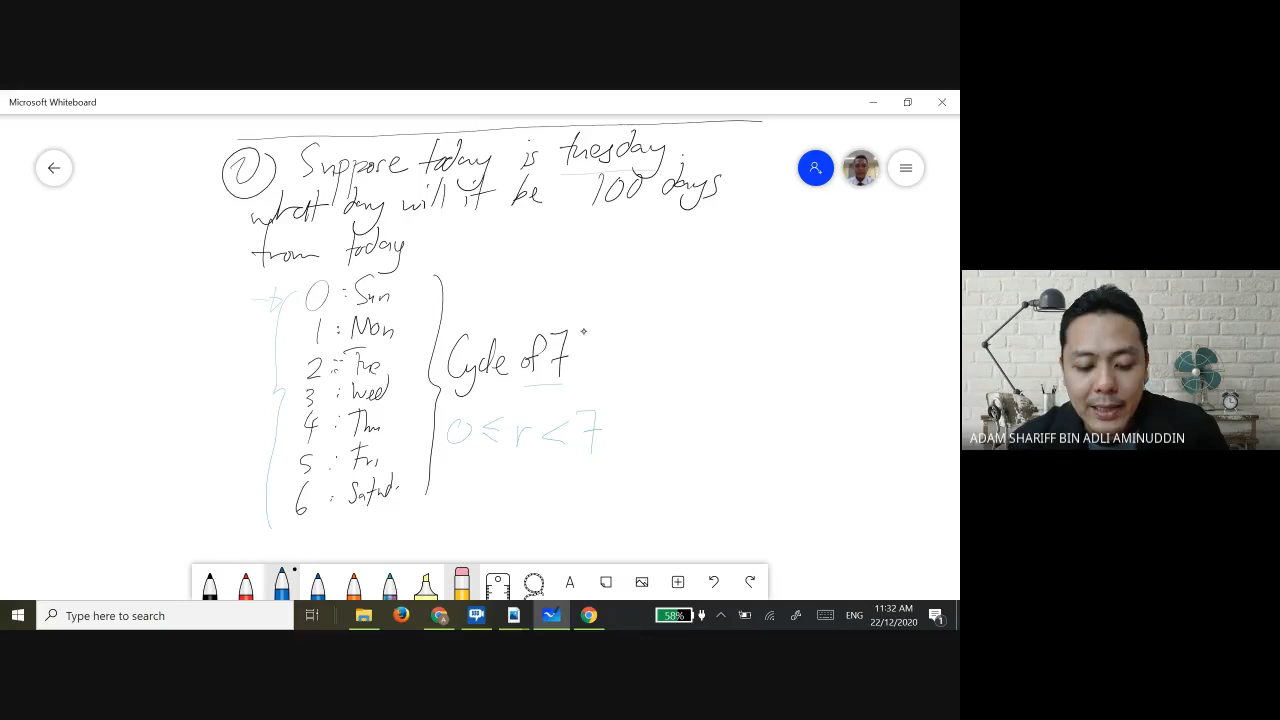 Microsoft Whiteboard
② Suppose today is tuesday.
what day will it be 100 days
from today
0 : Sun
1 : Mon
2 : Tue
3 : Wed
4 : Thu
5 : Fri
6 : Satud.
Cycle of 7
0 ≤ r < 7
ADAM SHARIFF BIN ADLI AMINUDDIN
A
Type here to search
58%
ENG
11:32 AM
22/12/2020
1